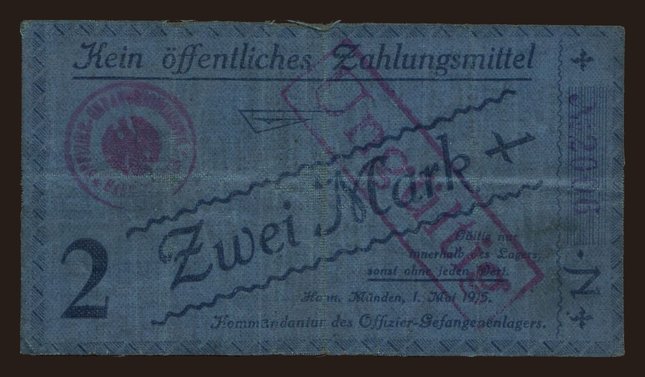 Kein öffentliches Zahlungsmittel
Zwei Mark
2
Ungültig
Gültig nur
innerhalb des Lagers,
sonst ohne jeden Wert.
Hann. Münden, 1. Mai 1915.
Kommandantur des Offizier-Gefangenenlagers.